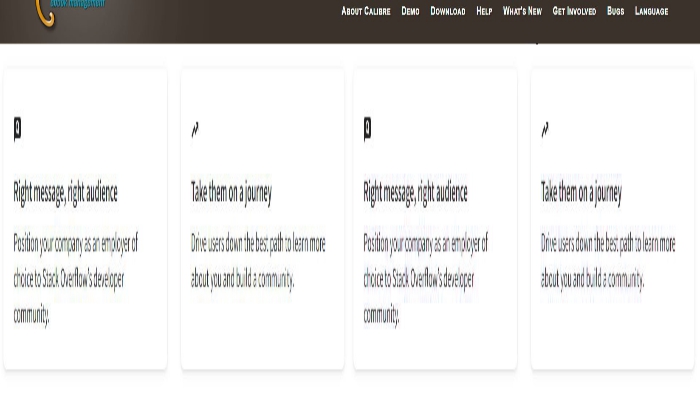 ebook management
About Calibre Demo Download Help What's New Get Involved Bugs Language
Right message, right audience
Position your company as an employer of
choice to Stack Overflow's developer
community.
Take them on a journey
Drive users down the best path to learn more
about you and build a community.
Right message, right audience
Position your company as an employer of
choice to Stack Overflow's developer
community.
Take them on a journey
Drive users down the best path to learn more
about you and build a community.